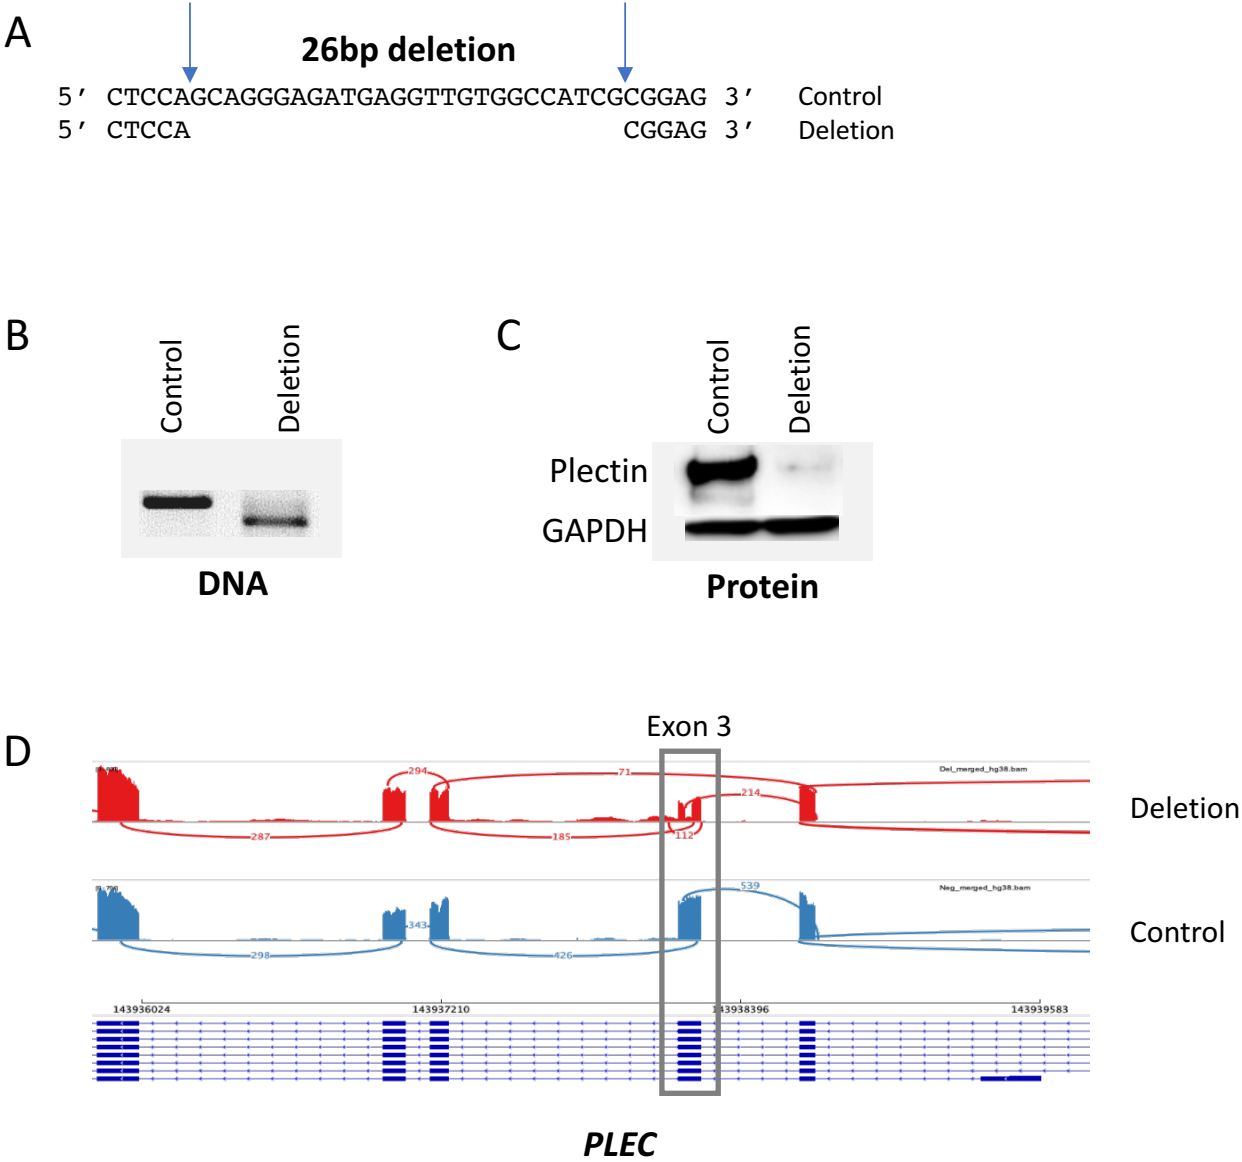 A
26bp deletion
5′ CTCCAGCAGGGAGATGAGGTTGTGGCCATCGCGGAG 3′ Control
5′ CTCCA CGGAG 3′ Deletion
B
Control
Deletion
DNA
C
Control
Deletion
Plectin
GAPDH
Protein
D
Exon 3
Del_merged_hg38.bam
294
71
214
Deletion
287
185
112
Neg_merged_hg38.bam
539
343
Control
298
426
143936024 143937210 143938396 143939583
PLEC